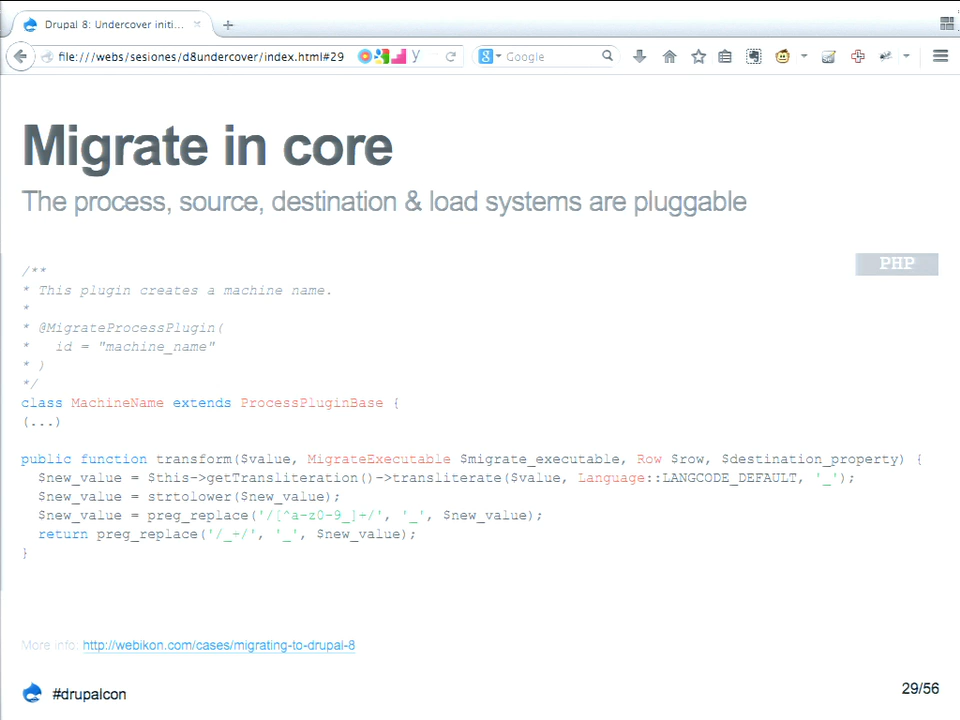 Drupal 8: Undercover initi...
file:///webs/sesiones/d8undercover/index.html#29
Google
Migrate in core
The process, source, destination & load systems are pluggable
PHP
/**
* This plugin creates a machine name.
*
* @MigrateProcessPlugin(
*   id = "machine_name"
* )
*/
class MachineName extends ProcessPluginBase {
(...)
public function transform($value, MigrateExecutable $migrate_executable, Row $row, $destination_property) {
  $new_value = $this->getTransliteration()->transliterate($value, Language::LANGCODE_DEFAULT, '_');
  $new_value = strtolower($new_value);
  $new_value = preg_replace('/[^a-z0-9_]+/', '_', $new_value);
  return preg_replace('/_+/', '_', $new_value);
}
More info: http://webikon.com/cases/migrating-to-drupal-8
#drupalcon
29/56